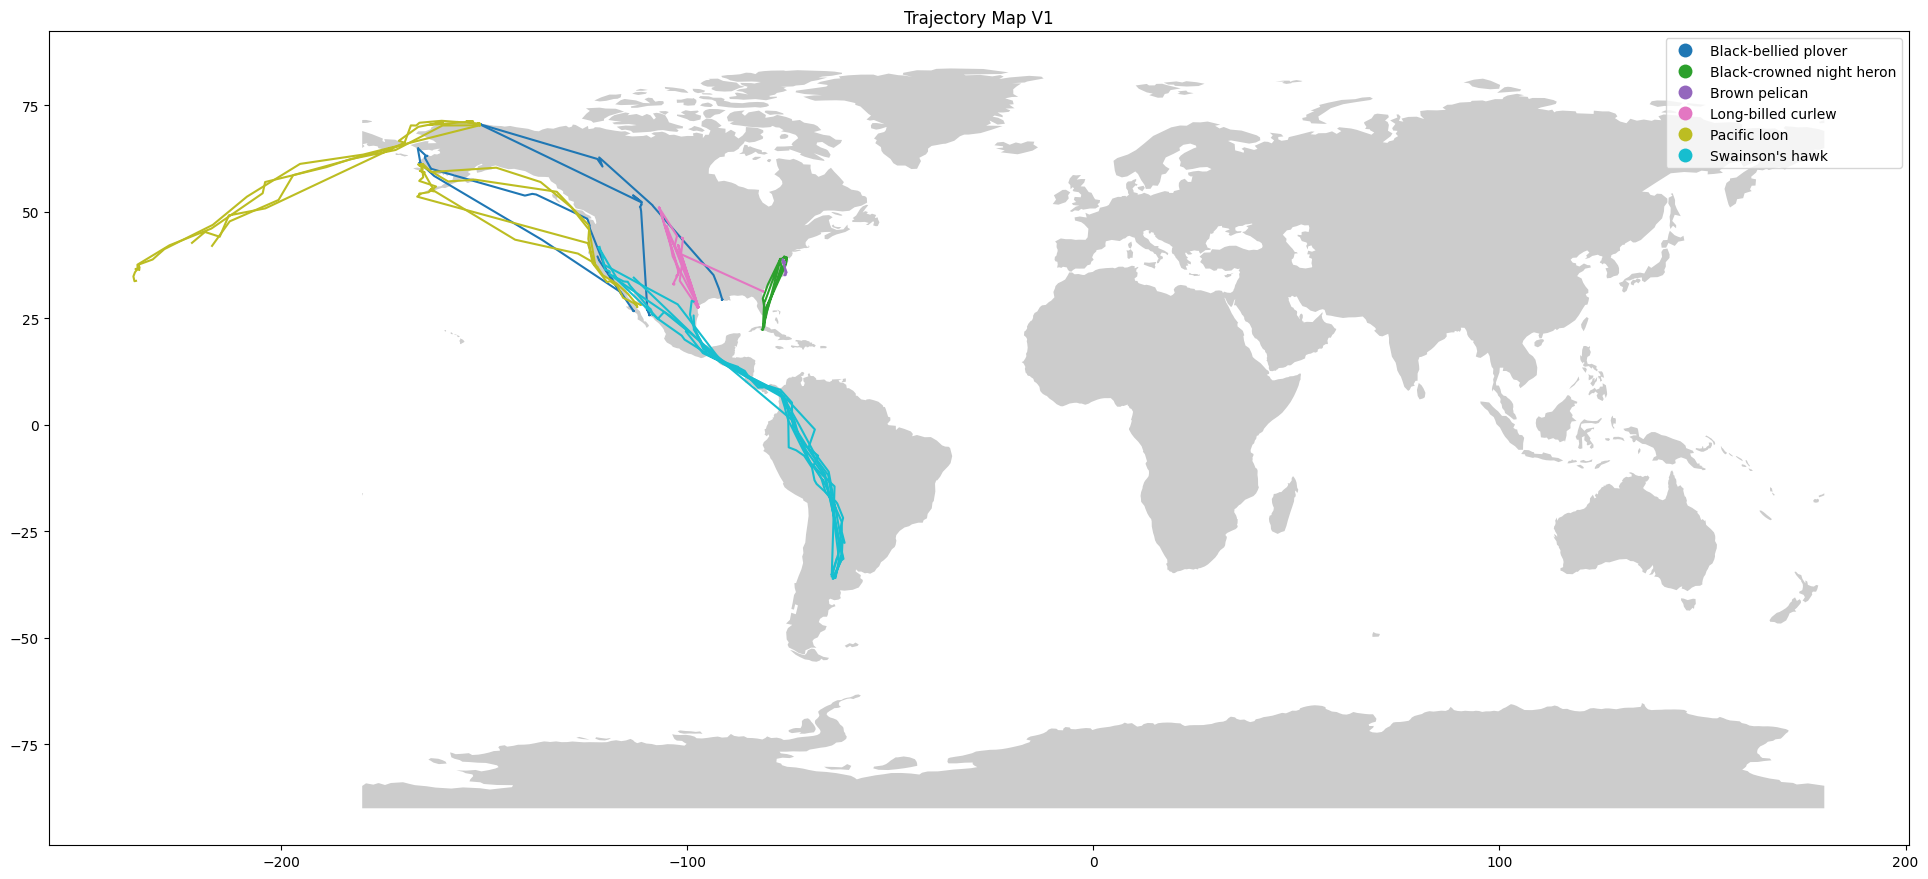 Trajectory Map V1
Black-bellied plover
Black-crowned night heron
Brown pelican
Long-billed curlew
Pacific loon
Swainson's hawk
75
50
25
0
−25
−50
−75
−200
−100
0
100
200